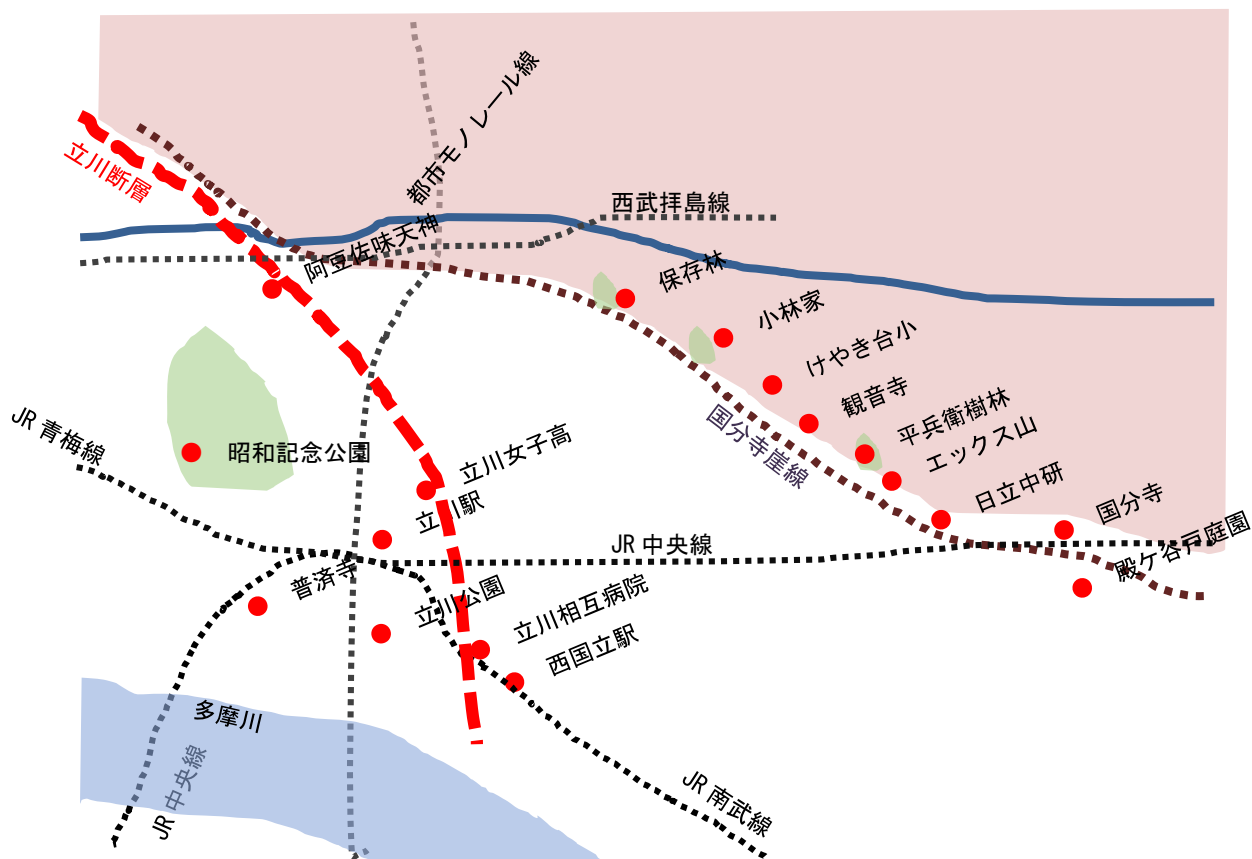 都市モノレール線
立川断層
西武拝島線
阿豆佐味天神
保存林
小林家
けやき台小
観音寺
平兵衛樹林
エックス山
国分寺崖線
日立中研
国分寺
殿ケ谷戸庭園
JR 青梅線
昭和記念公園
立川女子高
立川駅
JR 中央線
普済寺
立川公園
立川相互病院
西国立駅
多摩川
JR 中央線
JR 南武線